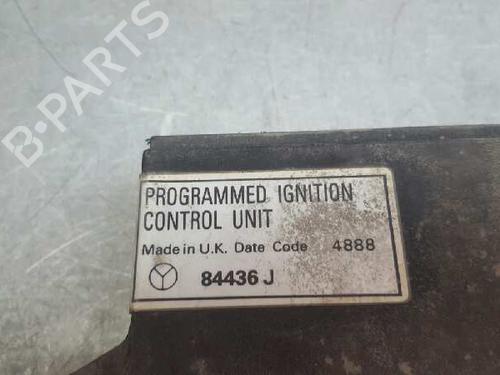 B-PARTS
PROGRAMMED IGNITION
CONTROL UNIT
Made in U.K. Date Code 4888
84436 J